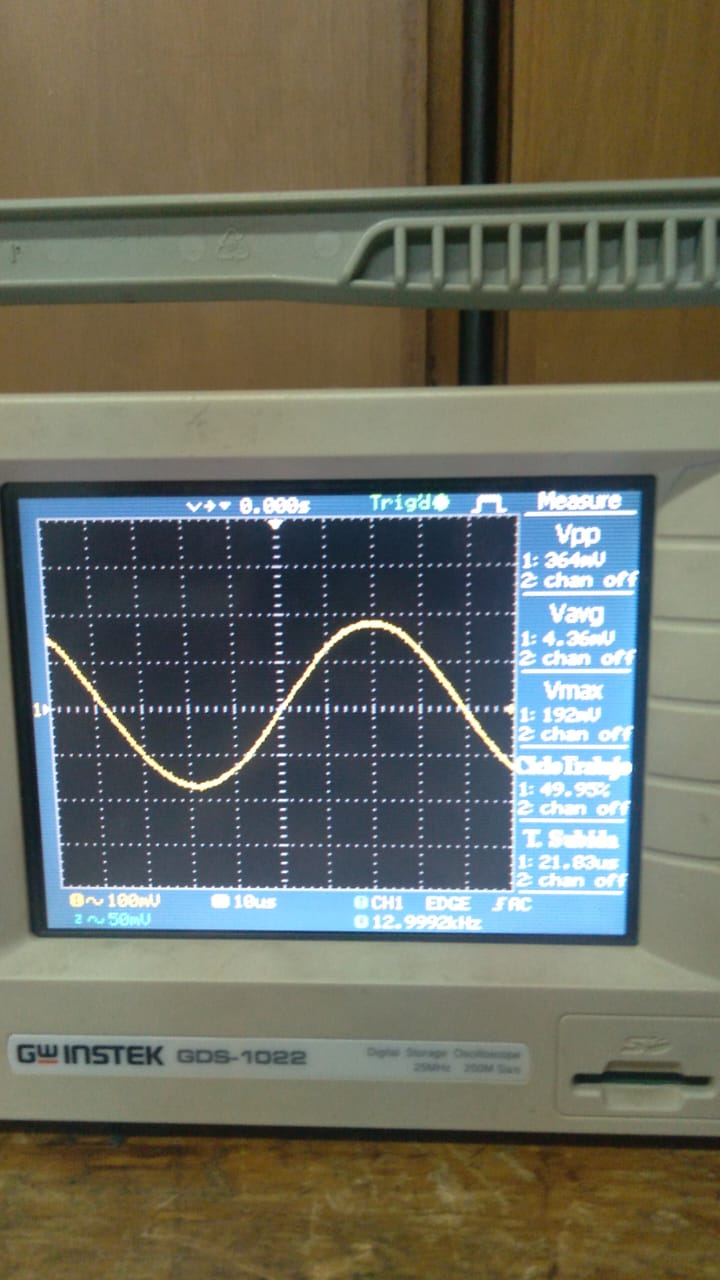 0.000s Trig'd Measure
Vpp
1: 364mV
2: chan off
Vavg
1: 4.36mV
2: chan off
Vmax
1: 192mV
2: chan off
Ciclo Trabajo
1: 49.95%
2: chan off
T. Subida
1: 21.83us
2: chan off
1
1 ~ 100mV 10us CH1 EDGE AC
2 ~ 50mV 12.9992kHz
GW INSTEK GDS-1022
Digital Storage Oscilloscope
25MHz 250M Sa/s
SD